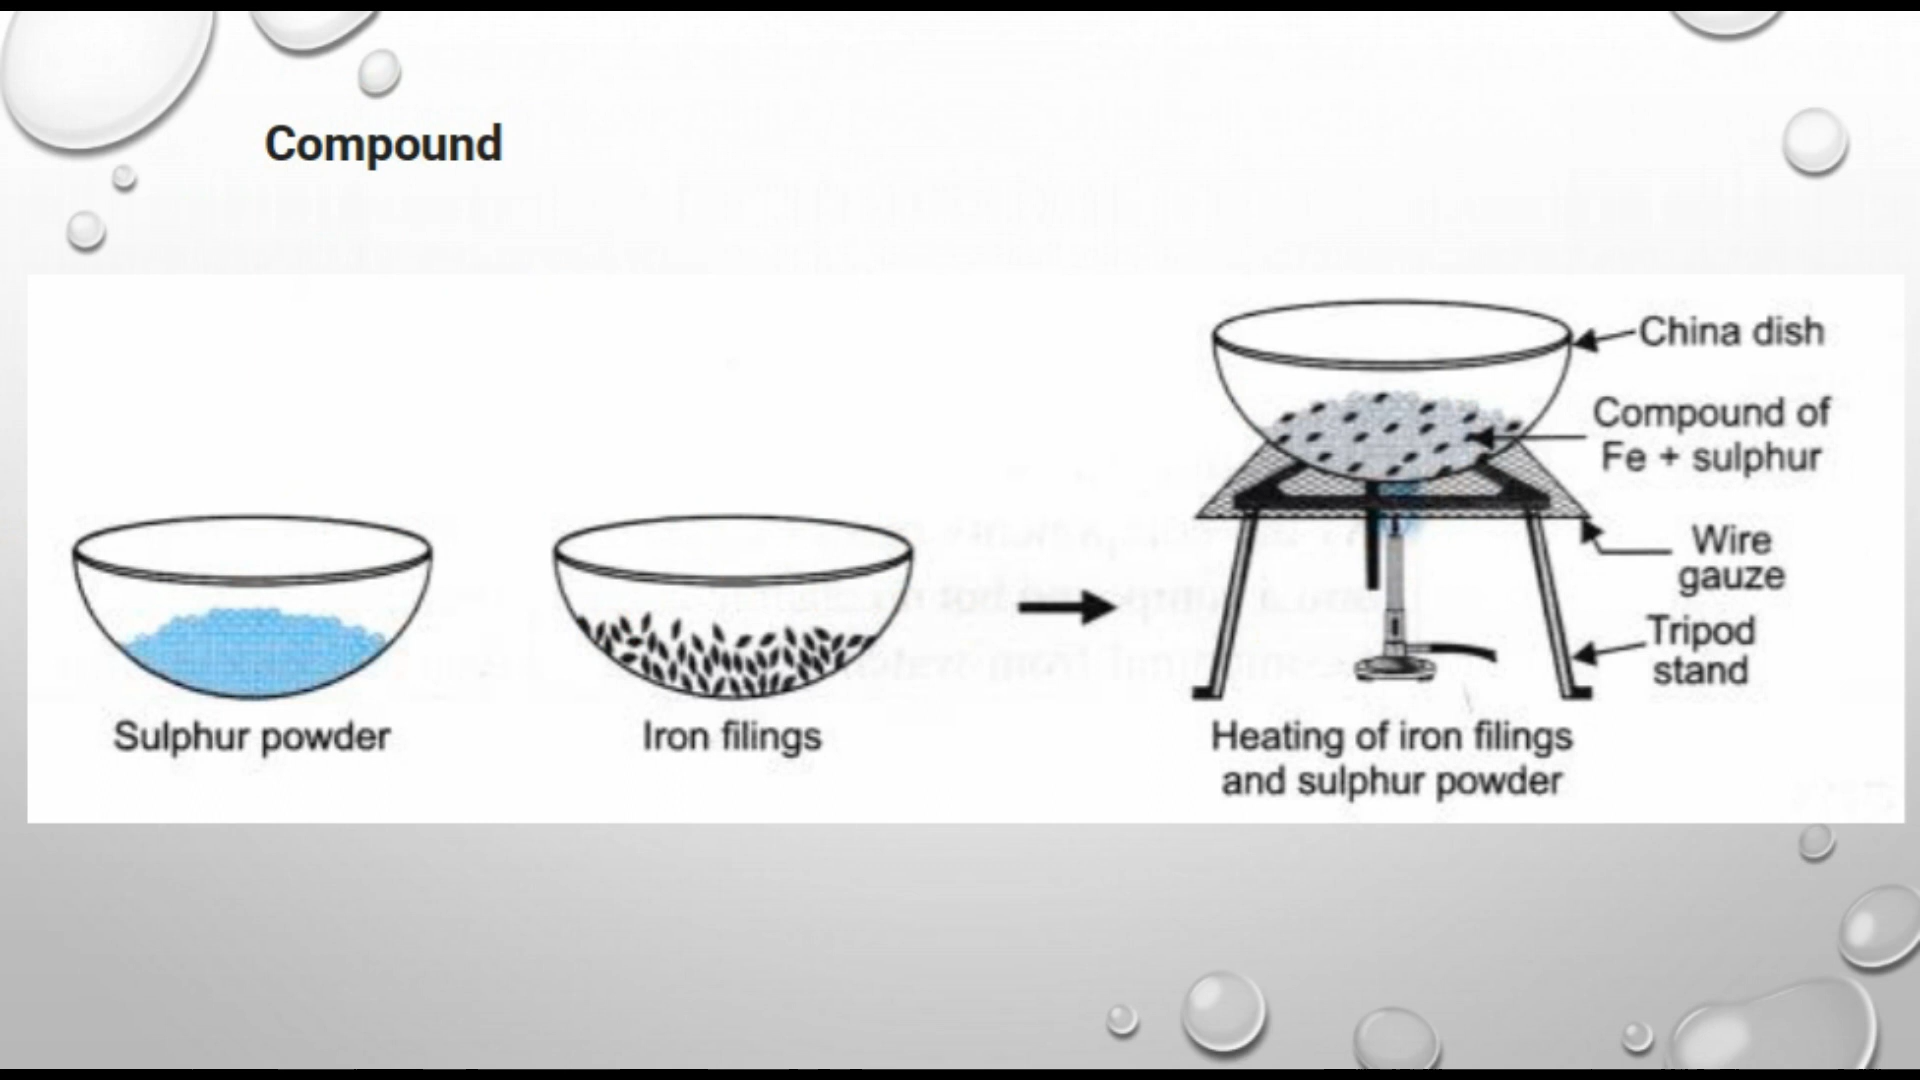 Compound
China dish
Compound of
Fe + sulphur
Wire
gauze
Tripod
stand
Sulphur powder
Iron filings
Heating of iron filings
and sulphur powder